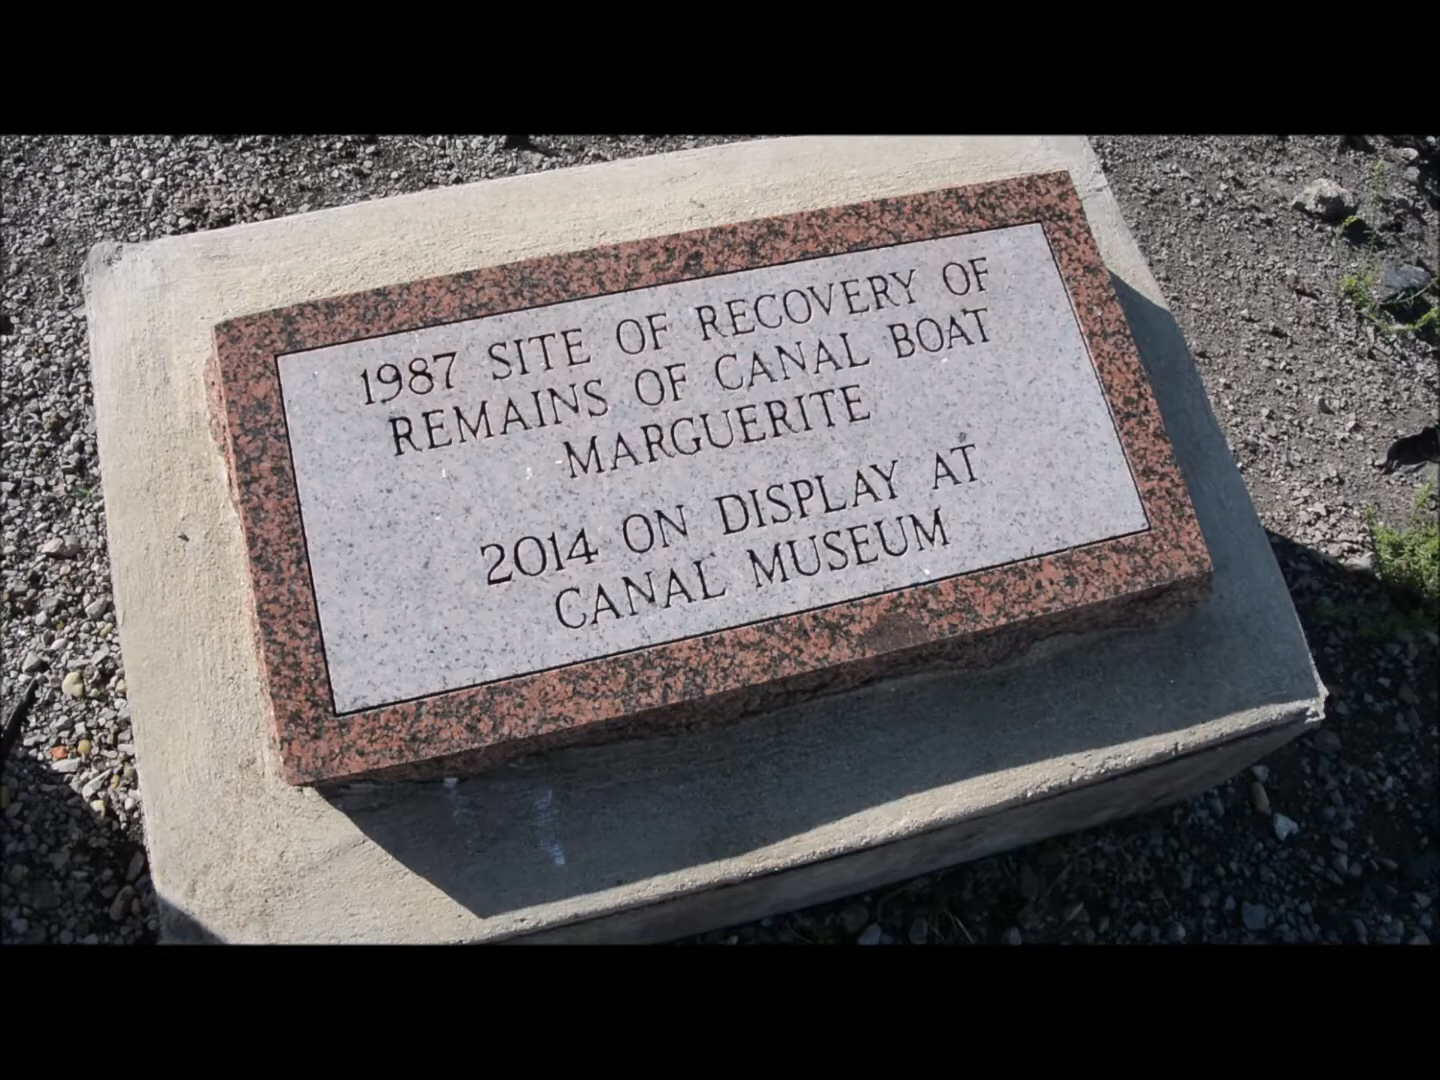 1987 SITE OF RECOVERY OF
REMAINS OF CANAL BOAT
MARGUERITE
2014 ON DISPLAY AT
CANAL MUSEUM